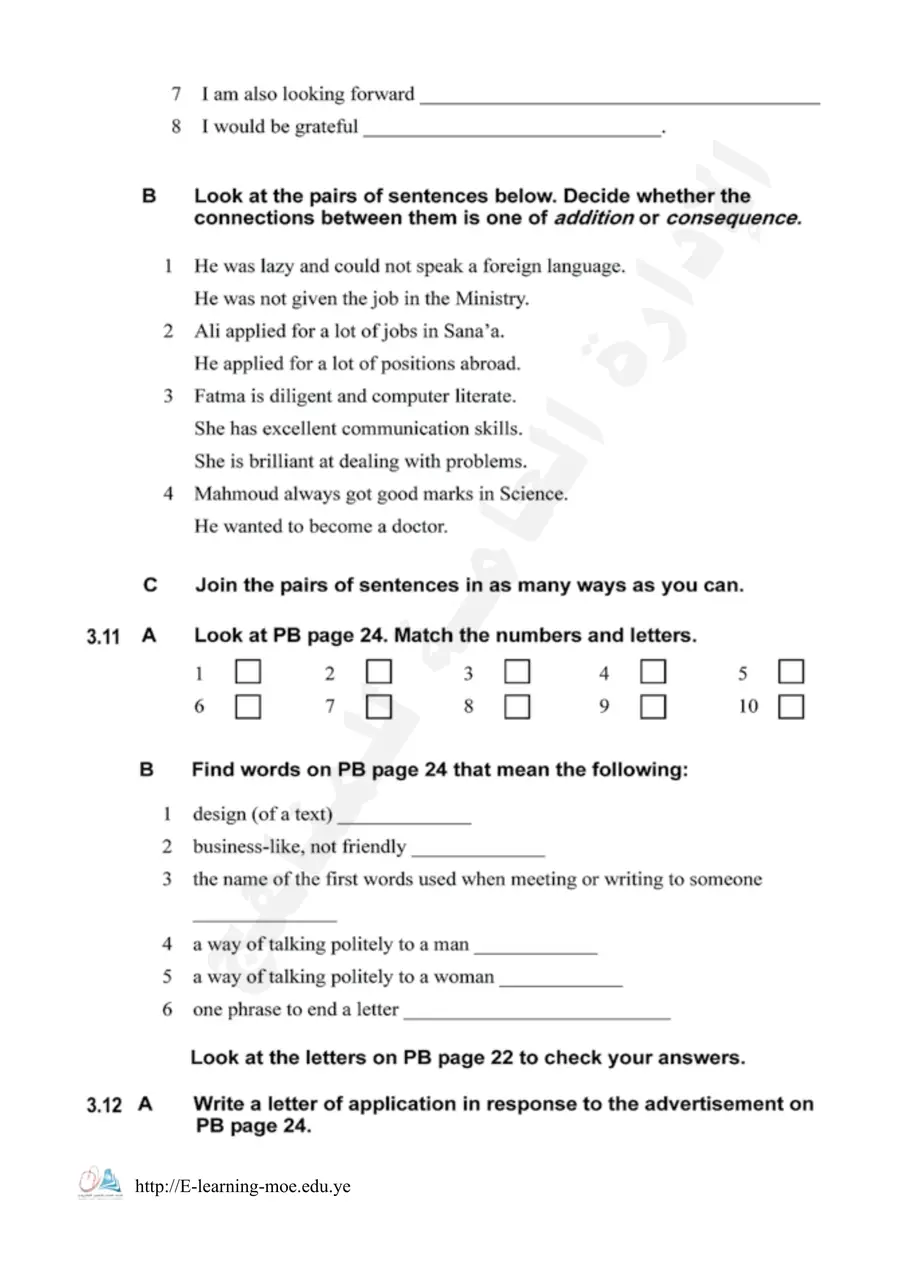 7 I am also looking forward ________________________________________
8 I would be grateful ______________________________.
B Look at the pairs of sentences below. Decide whether the
connections between them is one of addition or consequence.
1 He was lazy and could not speak a foreign language.
He was not given the job in the Ministry.
2 Ali applied for a lot of jobs in Sana’a.
He applied for a lot of positions abroad.
3 Fatma is diligent and computer literate.
She has excellent communication skills.
She is brilliant at dealing with problems.
4 Mahmoud always got good marks in Science.
He wanted to become a doctor.
C Join the pairs of sentences in as many ways as you can.
3.11 A Look at PB page 24. Match the numbers and letters.
1 2 3 4 5
6 7 8 9 10
B Find words on PB page 24 that mean the following:
1 design (of a text) _____________
2 business-like, not friendly _____________
3 the name of the first words used when meeting or writing to someone
______________
4 a way of talking politely to a man ____________
5 a way of talking politely to a woman ____________
6 one phrase to end a letter __________________________
Look at the letters on PB page 22 to check your answers.
3.12 A Write a letter of application in response to the advertisement on
PB page 24.
http://E-learning-moe.edu.ye
الإدارة العامة للمناهج